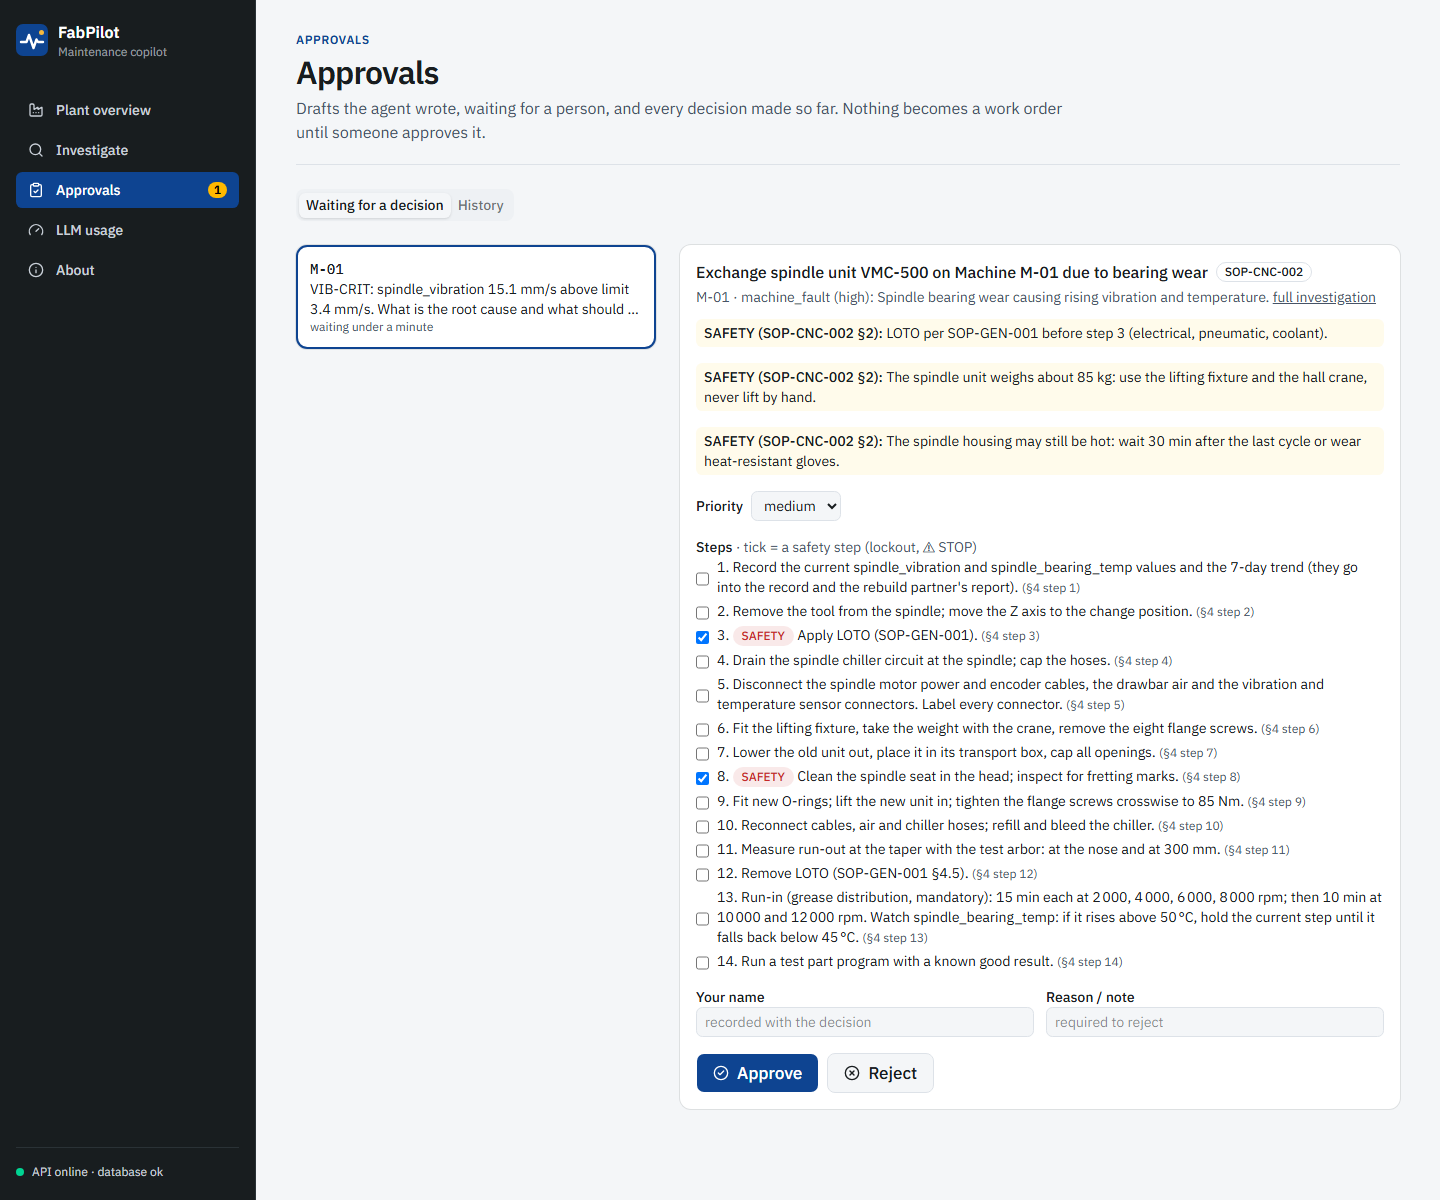 FabPilot
Maintenance copilot
Plant overview
Investigate
Approvals 1
LLM usage
About
API online · database ok
APPROVALS
Approvals
Drafts the agent wrote, waiting for a person, and every decision made so far. Nothing becomes a work order
until someone approves it.
Waiting for a decision History
M-01
VIB-CRIT: spindle_vibration 15.1 mm/s above limit
3.4 mm/s. What is the root cause and what should ...
waiting under a minute
Exchange spindle unit VMC-500 on Machine M-01 due to bearing wear SOP-CNC-002
M-01 · machine_fault (high): Spindle bearing wear causing rising vibration and temperature. full investigation
SAFETY (SOP-CNC-002 §2): LOTO per SOP-GEN-001 before step 3 (electrical, pneumatic, coolant).
SAFETY (SOP-CNC-002 §2): The spindle unit weighs about 85 kg: use the lifting fixture and the hall crane,
never lift by hand.
SAFETY (SOP-CNC-002 §2): The spindle housing may still be hot: wait 30 min after the last cycle or wear
heat-resistant gloves.
Priority medium
Steps · tick = a safety step (lockout, ⚠ STOP)
1. Record the current spindle_vibration and spindle_bearing_temp values and the 7-day trend (they go
into the record and the rebuild partner's report). (§4 step 1)
2. Remove the tool from the spindle; move the Z axis to the change position. (§4 step 2)
3. SAFETY Apply LOTO (SOP-GEN-001). (§4 step 3)
4. Drain the spindle chiller circuit at the spindle; cap the hoses. (§4 step 4)
5. Disconnect the spindle motor power and encoder cables, the drawbar air and the vibration and
temperature sensor connectors. Label every connector. (§4 step 5)
6. Fit the lifting fixture, take the weight with the crane, remove the eight flange screws. (§4 step 6)
7. Lower the old unit out, place it in its transport box, cap all openings. (§4 step 7)
8. SAFETY Clean the spindle seat in the head; inspect for fretting marks. (§4 step 8)
9. Fit new O-rings; lift the new unit in; tighten the flange screws crosswise to 85 Nm. (§4 step 9)
10. Reconnect cables, air and chiller hoses; refill and bleed the chiller. (§4 step 10)
11. Measure run-out at the taper with the test arbor: at the nose and at 300 mm. (§4 step 11)
12. Remove LOTO (SOP-GEN-001 §4.5). (§4 step 12)
13. Run-in (grease distribution, mandatory): 15 min each at 2 000, 4 000, 6 000, 8 000 rpm; then 10 min at
10 000 and 12 000 rpm. Watch spindle_bearing_temp: if it rises above 50 °C, hold the current step until it
falls back below 45 °C. (§4 step 13)
14. Run a test part program with a known good result. (§4 step 14)
Your name Reason / note
recorded with the decision required to reject
Approve Reject